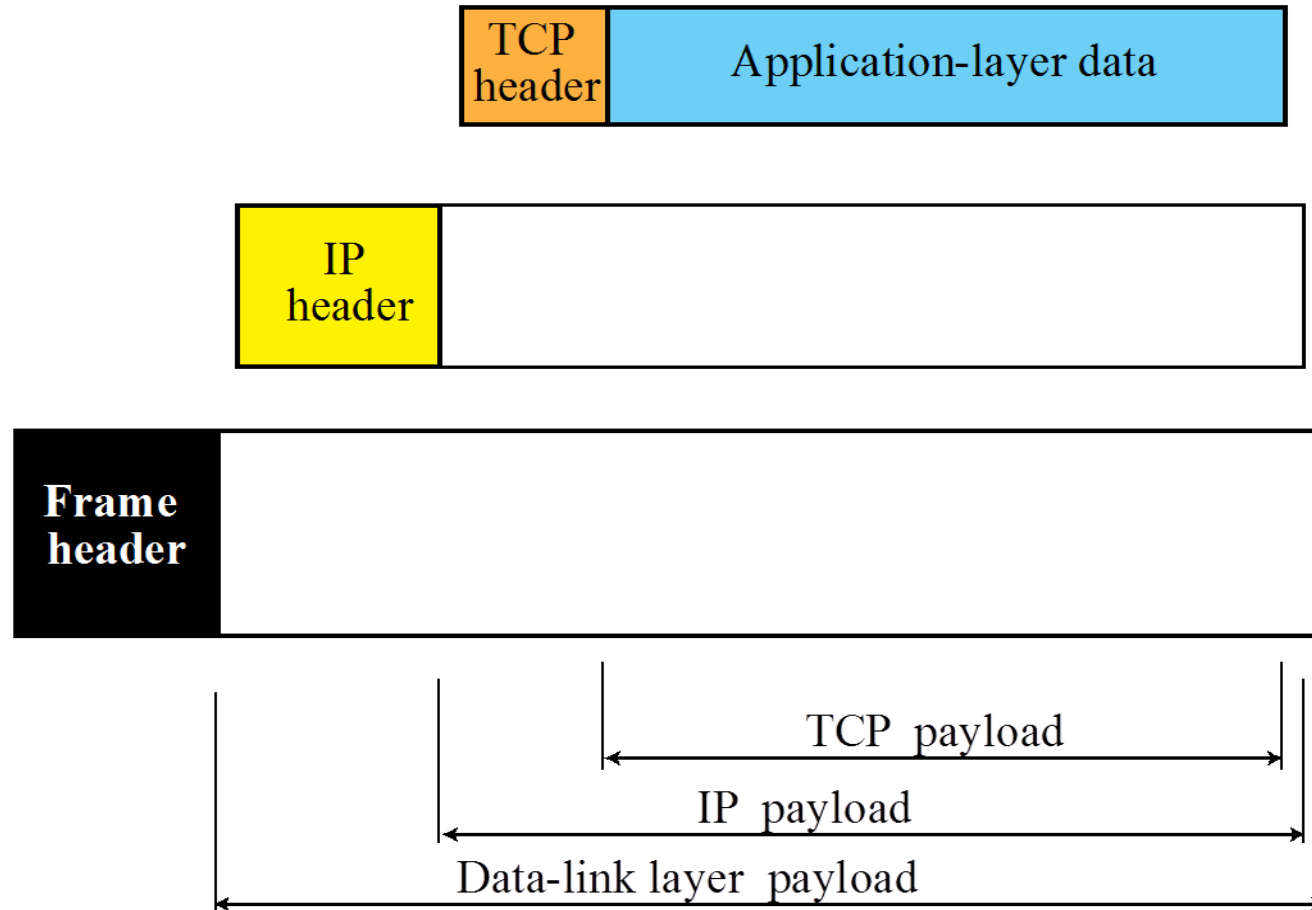 TCP
header
Application-layer data
IP
header
Frame
header
TCP payload
IP payload
Data-link layer payload